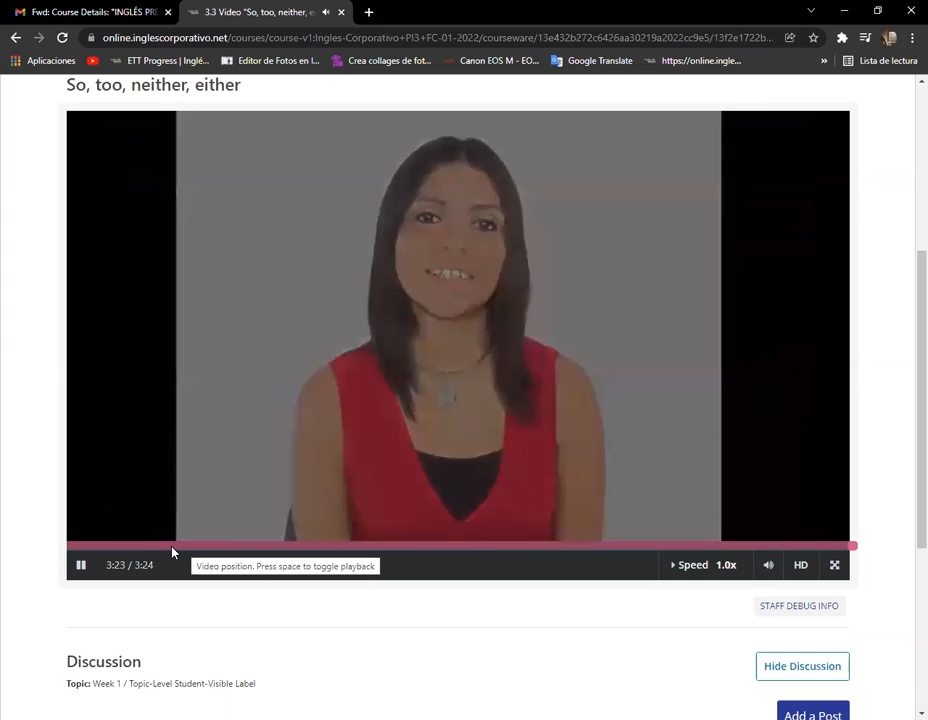 Fwd: Course Details: "INGLÉS PRE
3.3 Video "So, too, neither, e
online.inglescorporativo.net/courses/course-v1:Ingles-Corporativo+PI3+FC-01-2022/courseware/13e432b272c6426aa30219a2022cc9e5/13f2e1722b...
Aplicaciones
ETT Progress | Inglé...
Editor de Fotos en l...
Crea collages de fot...
Canon EOS M - EO...
Google Translate
https://online.ingle...
»
Lista de lectura
So, too, neither, either
3:23 / 3:24
Video position. Press space to toggle playback
Speed 1.0x
HD
STAFF DEBUG INFO
Discussion
Hide Discussion
Topic: Week 1 / Topic-Level Student-Visible Label
Add a Post